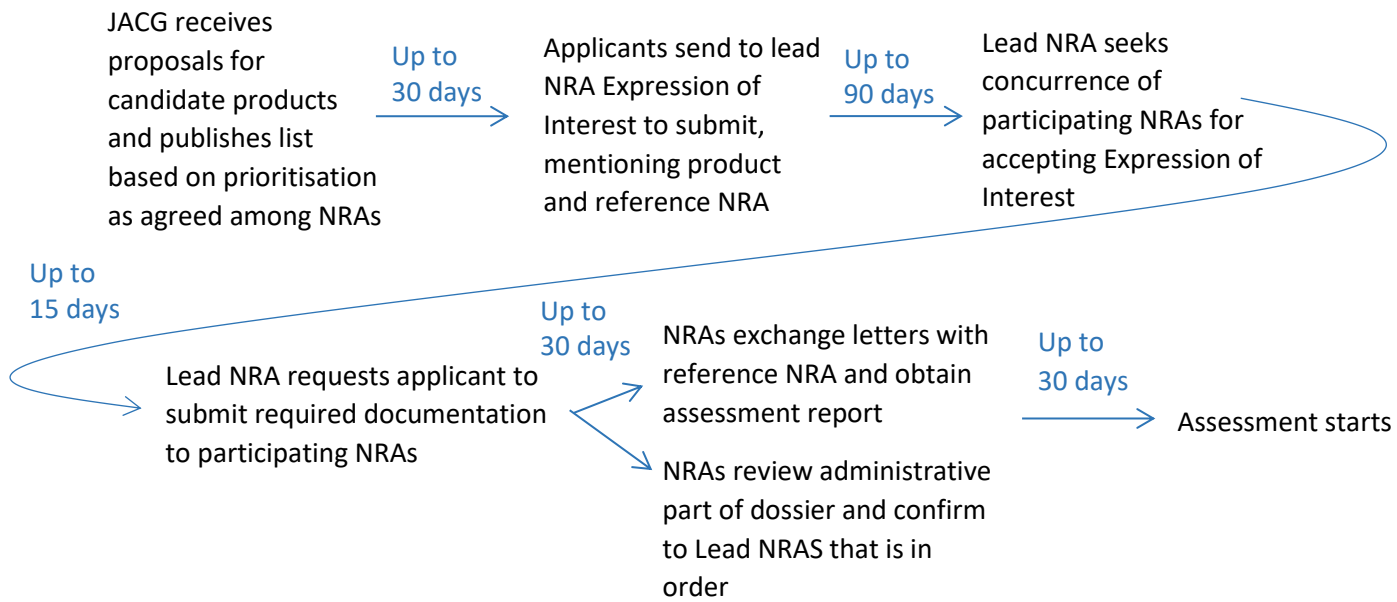 JACG receives
proposals for
candidate products
and publishes list
based on prioritisation
as agreed among NRAs
Up to
30 days
Applicants send to lead
NRA Expression of
Interest to submit,
mentioning product
and reference NRA
Up to
90 days
Lead NRA seeks
concurrence of
participating NRAs for
accepting Expression of
Interest
Up to
15 days
Lead NRA requests applicant to
submit required documentation
to participating NRAs
Up to
30 days
NRAs exchange letters with
reference NRA and obtain
assessment report
NRAs review administrative
part of dossier and confirm
to Lead NRAS that is in
order
Up to
30 days
Assessment starts